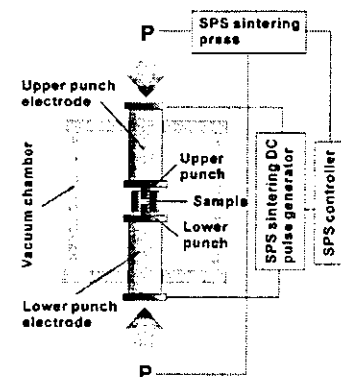 P
SPS sintering
press
Upper punch
electrode
Vacuum chamber
Upper
punch
Sample
Lower
punch
SPS sintering DC
pulse generator
SPS controller
Lower punch
electrode
P